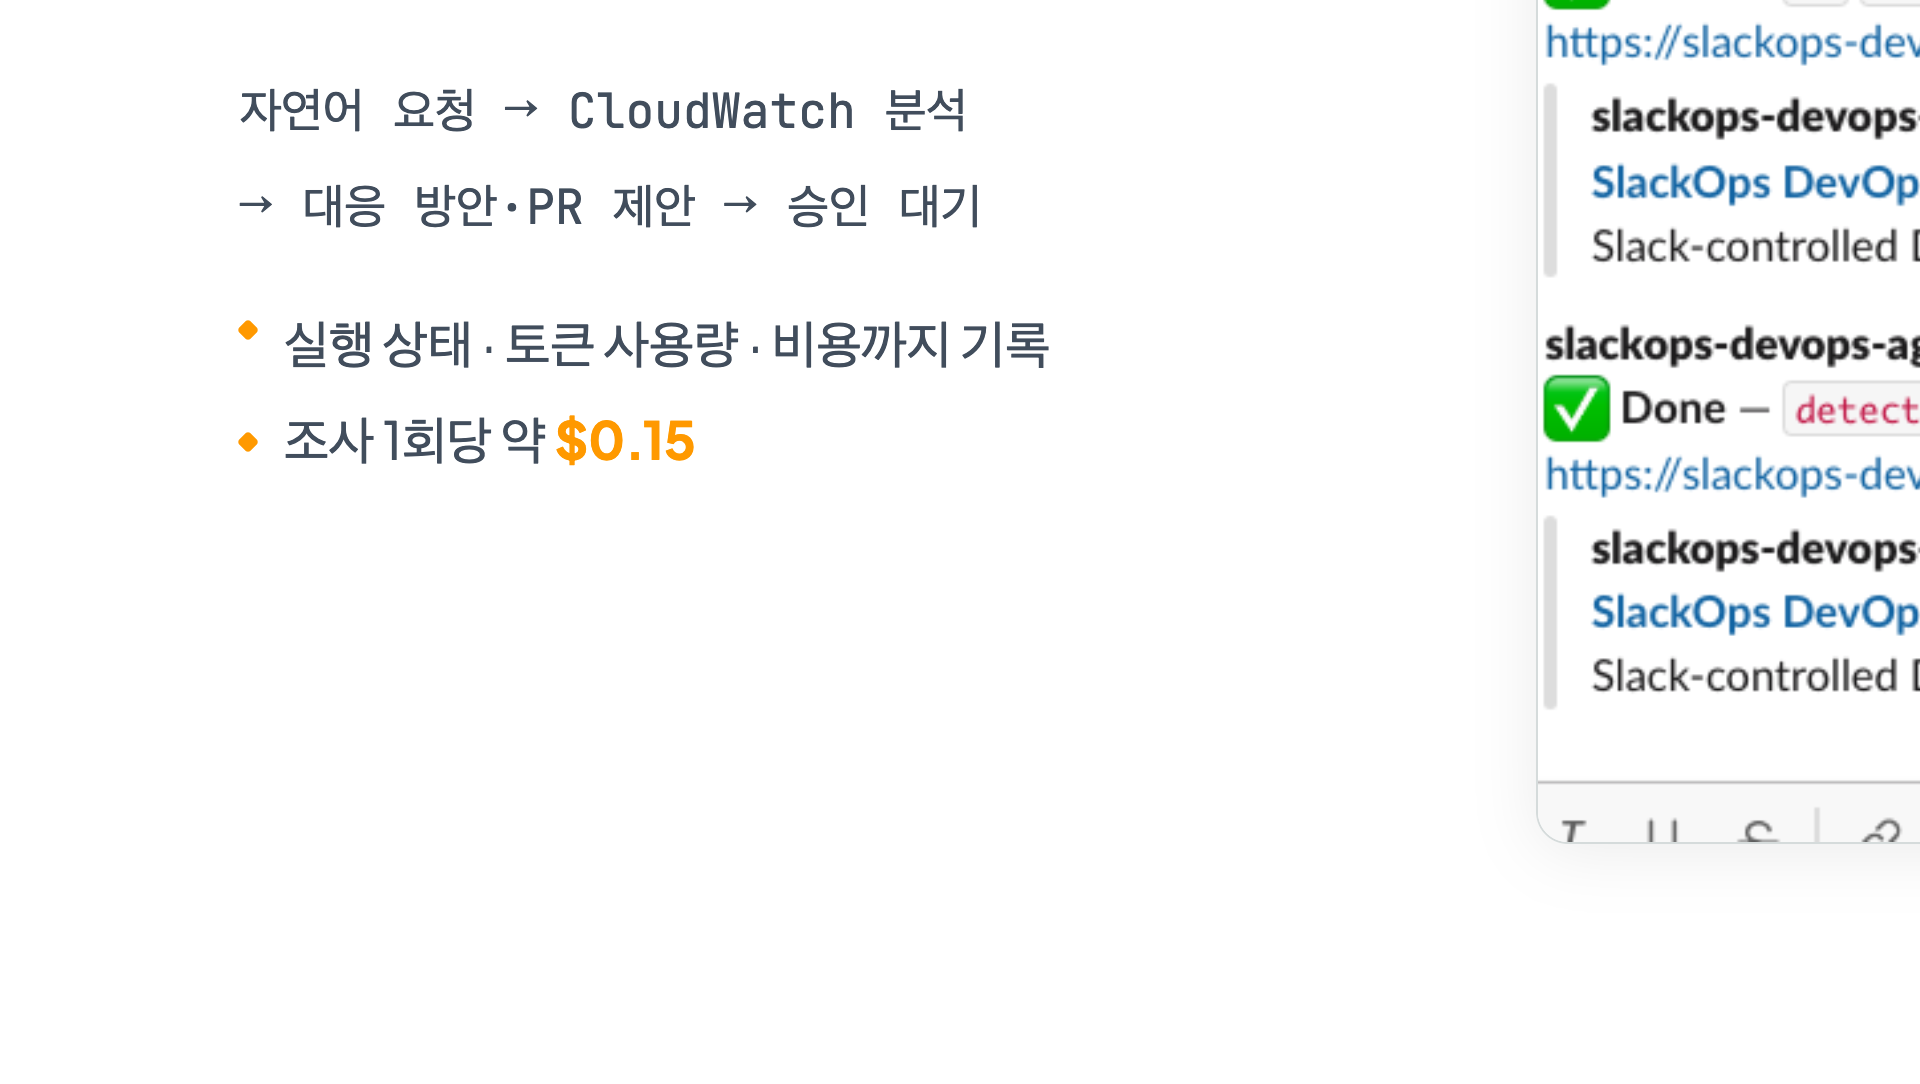 자연어 요청 → CloudWatch 분석
→ 대응 방안·PR 제안 → 승인 대기
실행 상태 · 토큰 사용량 · 비용까지 기록
조사 1회당 약 $0.15
https://slackops-dev
slackops-devops-
SlackOps DevOp
Slack-controlled
slackops-devops-ag
Done — detect
https://slackops-dev
slackops-devops-
SlackOps DevOp
Slack-controlled